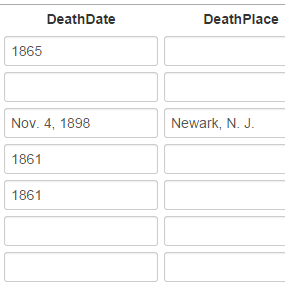 DeathDate DeathPlace
1865
Nov. 4, 1898 Newark, N. J.
1861
1861